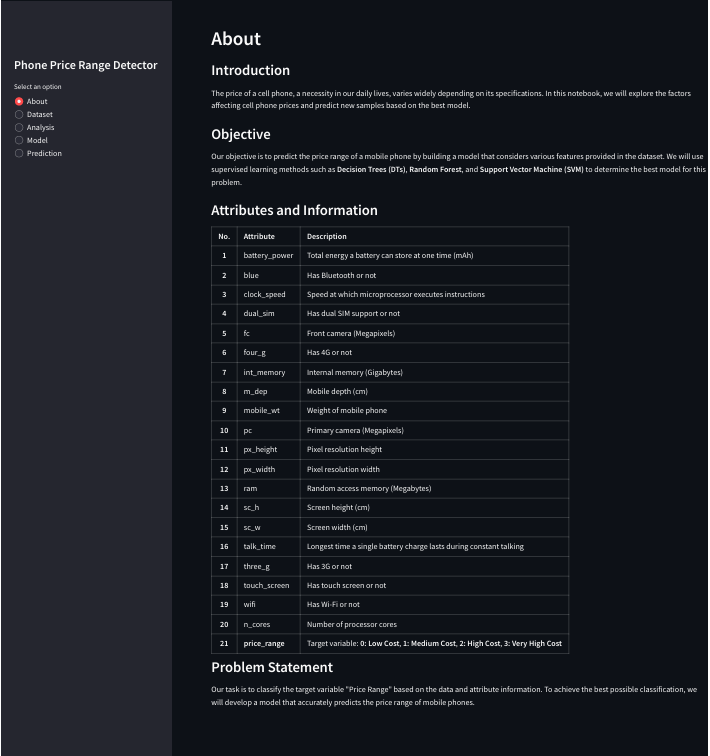 Phone Price Range Detector
Select an option
About
Dataset
Analysis
Model
Prediction
About
Introduction
The price of a cell phone, a necessity in our daily lives, varies widely depending on its specifications. In this notebook, we will explore the factors
affecting cell phone prices and predict new samples based on the best model.
Objective
Our objective is to predict the price range of a mobile phone by building a model that considers various features provided in the dataset. We will use
supervised learning methods such as Decision Trees (DTs), Random Forest, and Support Vector Machine (SVM) to determine the best model for this
problem.
Attributes and Information
No. Attribute Description
1 battery_power Total energy a battery can store at one time (mAh)
2 blue Has Bluetooth or not
3 clock_speed Speed at which microprocessor executes instructions
4 dual_sim Has dual SIM support or not
5 fc Front camera (Megapixels)
6 four_g Has 4G or not
7 int_memory Internal memory (Gigabytes)
8 m_dep Mobile depth (cm)
9 mobile_wt Weight of mobile phone
10 pc Primary camera (Megapixels)
11 px_height Pixel resolution height
12 px_width Pixel resolution width
13 ram Random access memory (Megabytes)
14 sc_h Screen height (cm)
15 sc_w Screen width (cm)
16 talk_time Longest time a single battery charge lasts during constant talking
17 three_g Has 3G or not
18 touch_screen Has touch screen or not
19 wifi Has Wi-Fi or not
20 n_cores Number of processor cores
21 price_range Target variable: 0: Low Cost, 1: Medium Cost, 2: High Cost, 3: Very High Cost
Problem Statement
Our task is to classify the target variable "Price Range" based on the data and attribute information. To achieve the best possible classification, we
will develop a model that accurately predicts the price range of mobile phones.